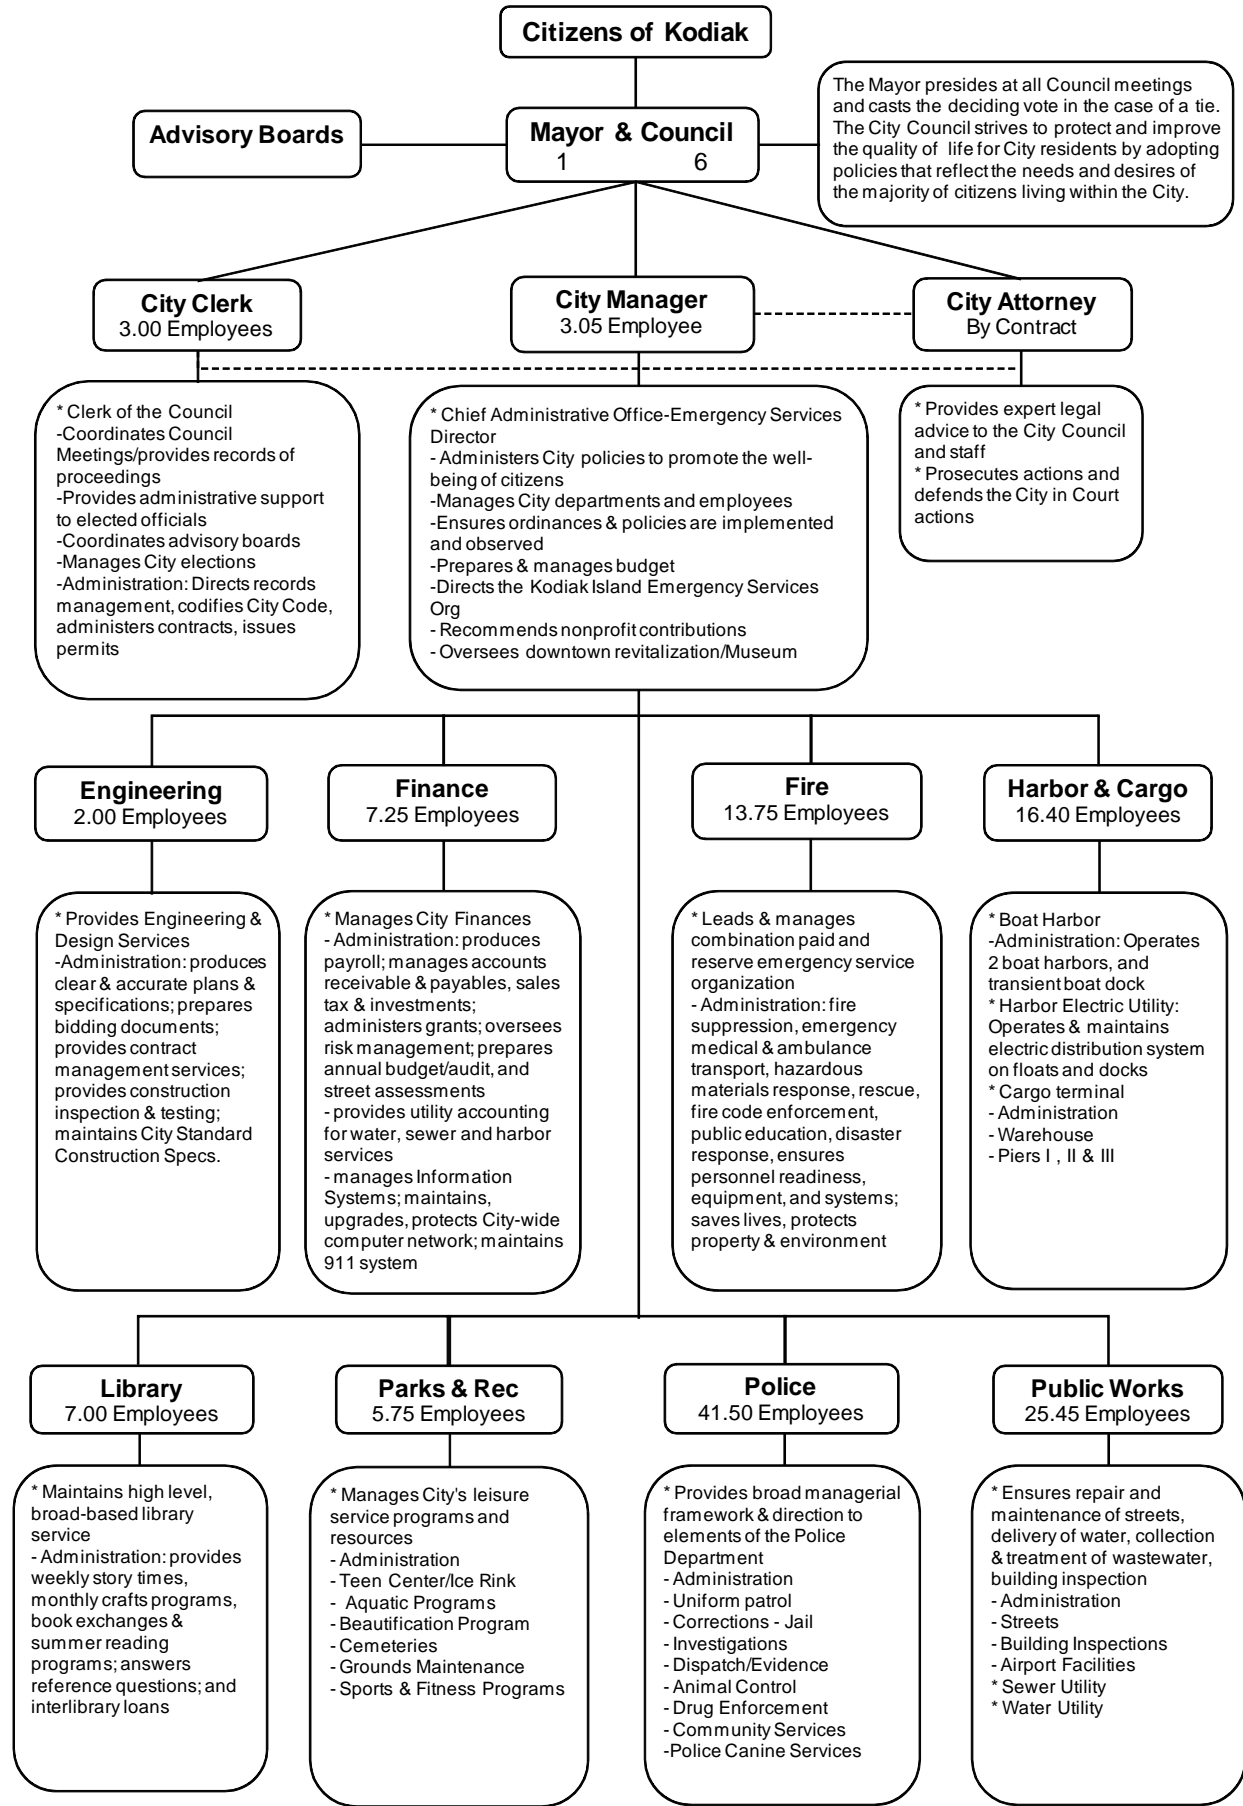 Citizens of Kodiak
Advisory Boards
Mayor & Council
1 6
The Mayor presides at all Council meetings
and casts the deciding vote in the case of a tie.
The City Council strives to protect and improve
the quality of life for City residents by adopting
policies that reflect the needs and desires of
the majority of citizens living within the City.
City Clerk
3.00 Employees
City Manager
3.05 Employee
City Attorney
By Contract
* Clerk of the Council
-Coordinates Council
Meetings/provides records of
proceedings
-Provides administrative support
to elected officials
-Coordinates advisory boards
-Manages City elections
-Administration: Directs records
management, codifies City Code,
administers contracts, issues
permits
* Chief Administrative Office-Emergency Services
Director
- Administers City policies to promote the well-
being of citizens
-Manages City departments and employees
-Ensures ordinances & policies are implemented
and observed
-Prepares & manages budget
-Directs the Kodiak Island Emergency Services
Org
- Recommends nonprofit contributions
- Oversees downtown revitalization/Museum
* Provides expert legal
advice to the City Council
and staff
* Prosecutes actions and
defends the City in Court
actions
Engineering
2.00 Employees
Finance
7.25 Employees
Fire
13.75 Employees
Harbor & Cargo
16.40 Employees
* Provides Engineering &
Design Services
-Administration: produces
clear & accurate plans &
specifications; prepares
bidding documents;
provides contract
management services;
provides construction
inspection & testing;
maintains City Standard
Construction Specs.
* Manages City Finances
- Administration: produces
payroll; manages accounts
receivable & payables, sales
tax & investments;
administers grants; oversees
risk management; prepares
annual budget/audit, and
street assessments
- provides utility accounting
for water, sewer and harbor
services
- manages Information
Systems; maintains,
upgrades, protects City-wide
computer network; maintains
911 system
* Leads & manages
combination paid and
reserve emergency service
organization
- Administration: fire
suppression, emergency
medical & ambulance
transport, hazardous
materials response, rescue,
fire code enforcement,
public education, disaster
response, ensures
personnel readiness,
equipment, and systems;
saves lives, protects
property & environment
* Boat Harbor
-Administration: Operates
2 boat harbors, and
transient boat dock
* Harbor Electric Utility:
Operates & maintains
electric distribution system
on floats and docks
* Cargo terminal
- Administration
- Warehouse
- Piers I , II & III
Library
7.00 Employees
Parks & Rec
5.75 Employees
Police
41.50 Employees
Public Works
25.45 Employees
* Maintains high level,
broad-based library
service
- Administration: provides
weekly story times,
monthly crafts programs,
book exchanges &
summer reading
programs; answers
reference questions; and
interlibrary loans
* Manages City's leisure
service programs and
resources
- Administration
- Teen Center/Ice Rink
- Aquatic Programs
- Beautification Program
- Cemeteries
- Grounds Maintenance
- Sports & Fitness Programs
* Provides broad managerial
framework & direction to
elements of the Police
Department
- Administration
- Uniform patrol
- Corrections - Jail
- Investigations
- Dispatch/Evidence
- Animal Control
- Drug Enforcement
- Community Services
-Police Canine Services
* Ensures repair and
maintenance of streets,
delivery of water, collection
& treatment of wastewater,
building inspection
- Administration
- Streets
- Building Inspections
- Airport Facilities
* Sewer Utility
* Water Utility